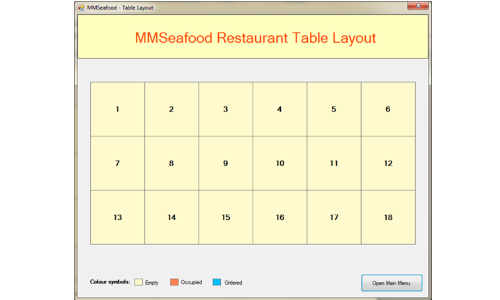 MMSeafood - Table Layout
MMSeafood Restaurant Table Layout
1 2 3 4 5 6
7 8 9 10 11 12
13 14 15 16 17 18
Colour symbols: Empty Occupied Ordered
Open Main Menu